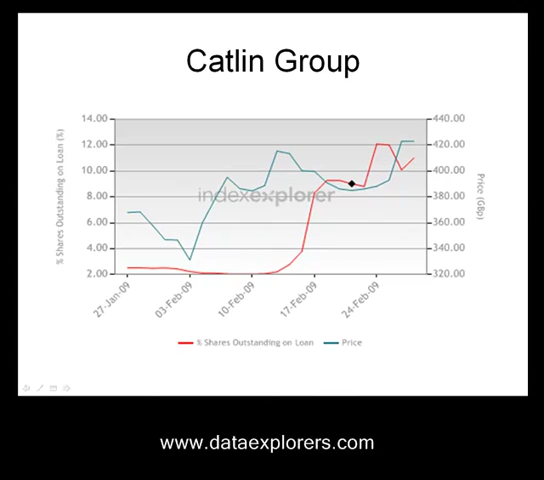 Catlin Group
14.00
12.00
10.00
8.00
6.00
4.00
2.00
% Shares Outstanding on Loan (%)
440.00
420.00
400.00
380.00
360.00
340.00
320.00
Price (GBp)
indexexplorer
27-Jan-09
03-Feb-09
10-Feb-09
17-Feb-09
24-Feb-09
% Shares Outstanding on Loan
Price
www.dataexplorers.com